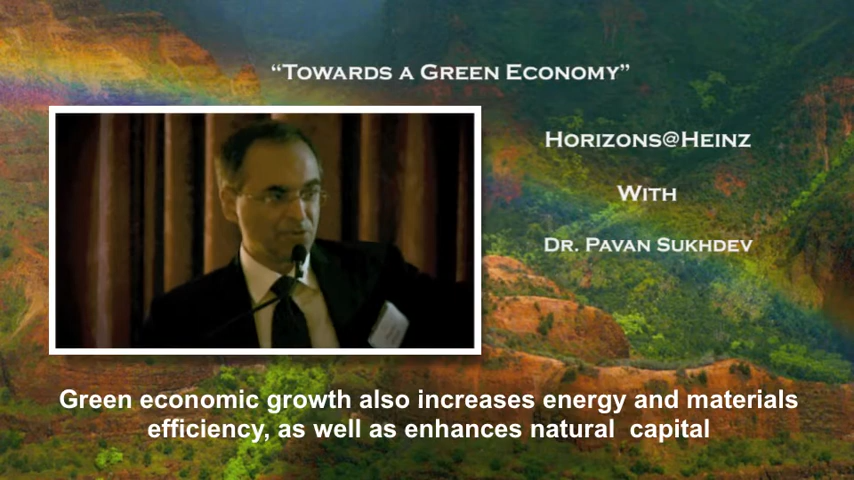 “Towards a Green Economy”
Horizons@Heinz
With
Dr. Pavan Sukhdev
Green economic growth also increases energy and materials
efficiency, as well as enhances natural  capital